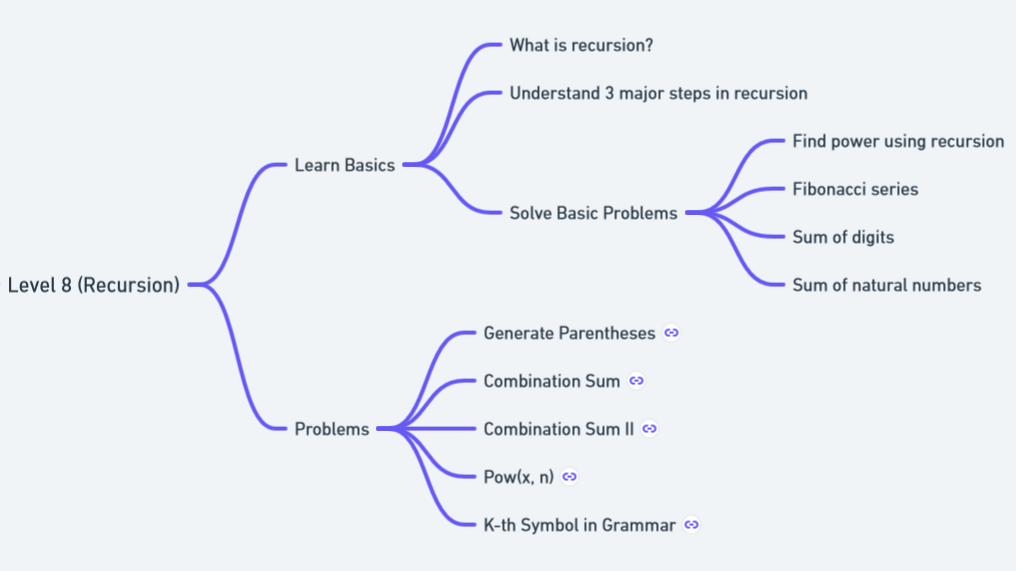 Level 8 (Recursion)
Learn Basics
What is recursion?
Understand 3 major steps in recursion
Solve Basic Problems
Find power using recursion
Fibonacci series
Sum of digits
Sum of natural numbers
Problems
Generate Parentheses
Combination Sum
Combination Sum II
Pow(x, n)
K-th Symbol in Grammar